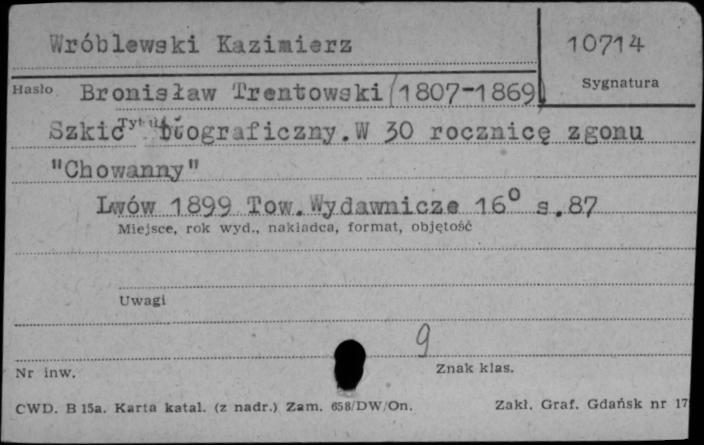 Wróblewski Kazimierz
10714
Hasło Bronisław Trentowski/1807-1869/
Sygnatura
Szkic biograficzny.W 30 rocznicę zgonu
Tytuł
"Chowanny"
Lwów 1899 Tow.Wydawnicze 16° s.87
Miejsce, rok wyd., nakładca, format, objętość
Uwagi
9
Nr inw.
Znak klas.
CWD. B 15a. Karta katal. (z nadr.) Zam. 658/DW/On.
Zakł. Graf. Gdańsk nr 17